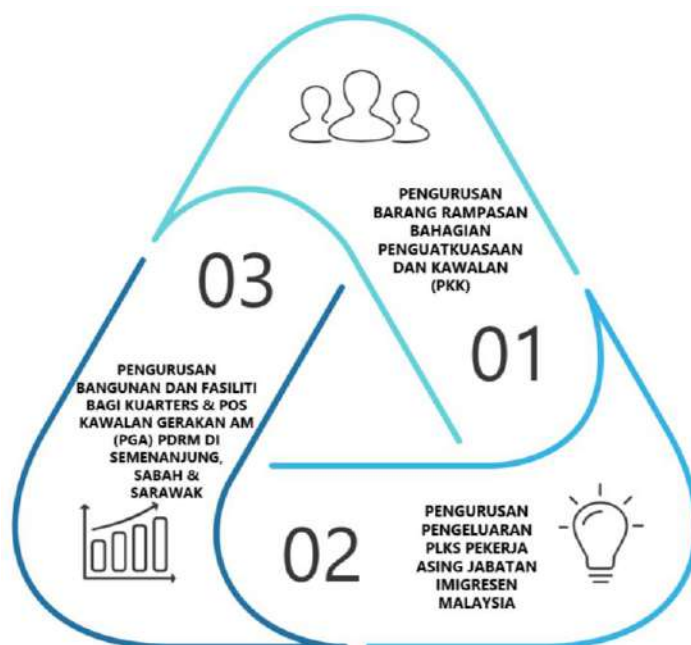 PENGURUSAN
BARANG RAMPASAN
BAHAGIAN
PENGUATKUASAAN
DAN KAWALAN
(PKK)
01
03
PENGURUSAN
BANGUNAN DAN FASILITI
BAGI KUARTERS & POS
KAWALAN GERAKAN AM
(PGA) PDRM DI
SEMENANJUNG,
SABAH &
SARAWAK
02
PENGURUSAN
PENGELUARAN
PLKS PEKERJA
ASING JABATAN
IMIGRESEN
MALAYSIA